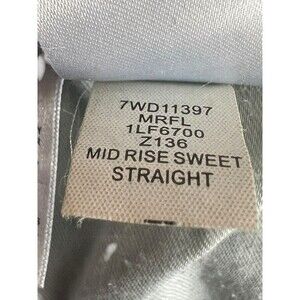 7WD11397
MRFL
1LF6700
Z136
MID RISE SWEET
STRAIGHT